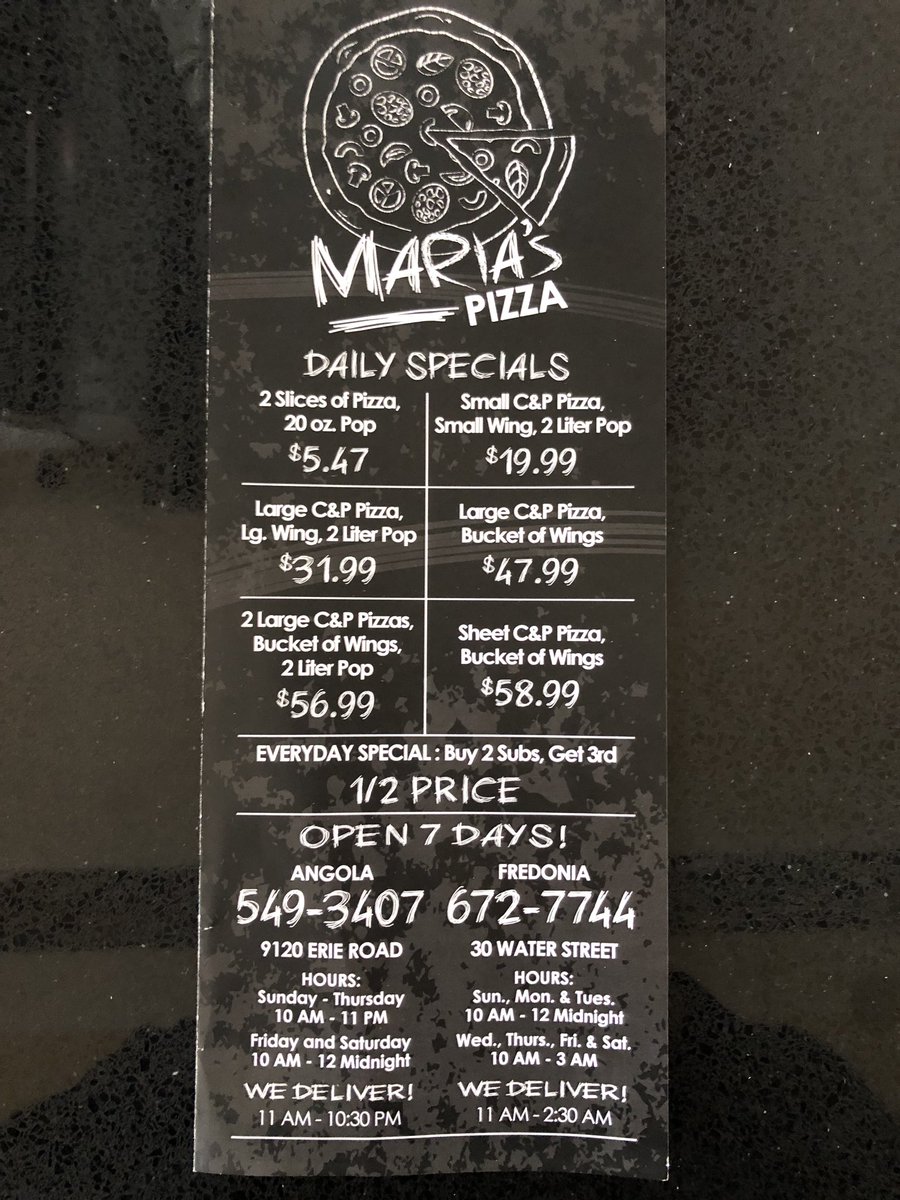 MARIA'S
PIZZA
DAILY SPECIALS
2 Slices of Pizza,
20 oz. Pop
$5.47
Small C&P Pizza,
Small Wing, 2 Liter Pop
$19.99
Large C&P Pizza,
Lg. Wing, 2 Liter Pop
$31.99
Large C&P Pizza,
Bucket of Wings
$47.99
2 Large C&P Pizzas,
Bucket of Wings,
2 Liter Pop
$56.99
Sheet C&P Pizza,
Bucket of Wings
$58.99
EVERYDAY SPECIAL : Buy 2 Subs, Get 3rd
1/2 PRICE
OPEN 7 DAYS!
ANGOLA
549-3407
9120 ERIE ROAD
HOURS:
Sunday - Thursday
10 AM - 11 PM
Friday and Saturday
10 AM - 12 Midnight
WE DELIVER!
11 AM - 10:30 PM
FREDONIA
672-7744
30 WATER STREET
HOURS:
Sun., Mon. & Tues.
10 AM - 12 Midnight
Wed., Thurs., Fri. & Sat.
10 AM - 3 AM
WE DELIVER!
11 AM - 2:30 AM